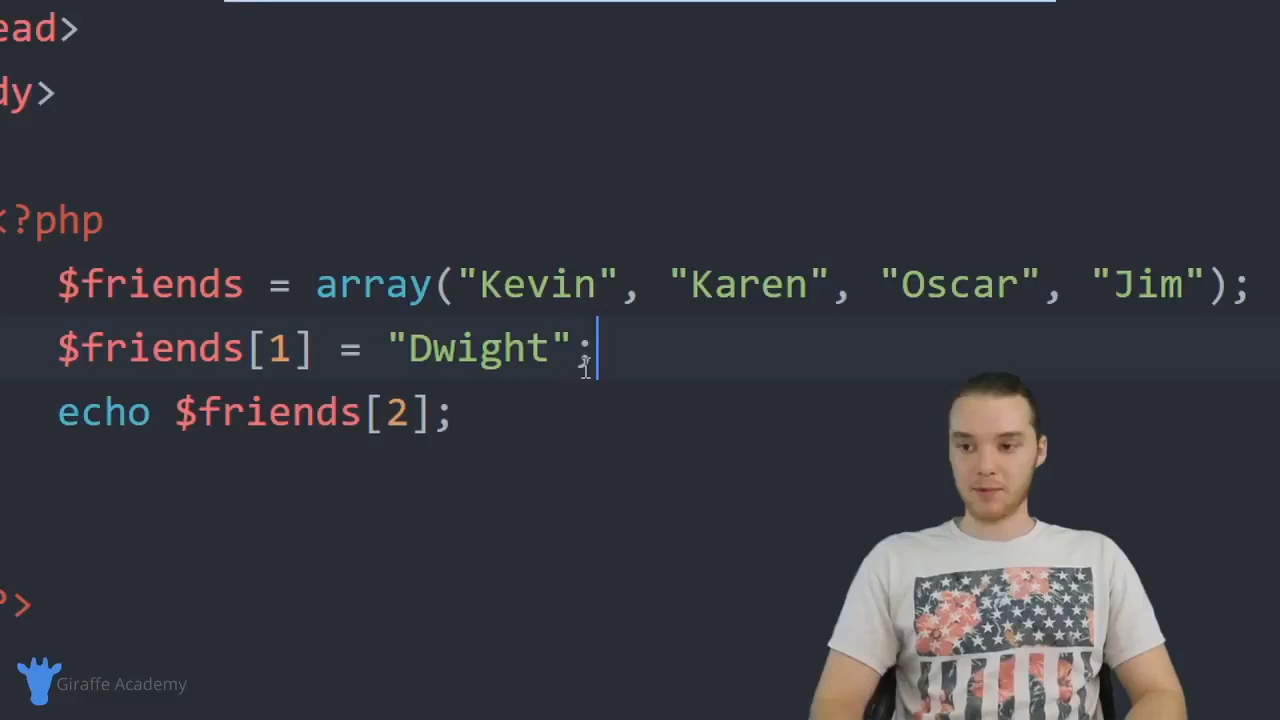 ead>
dy>
<?php
$friends = array("Kevin", "Karen", "Oscar", "Jim");
$friends[1] = "Dwight";
echo $friends[2];
?>
Giraffe Academy